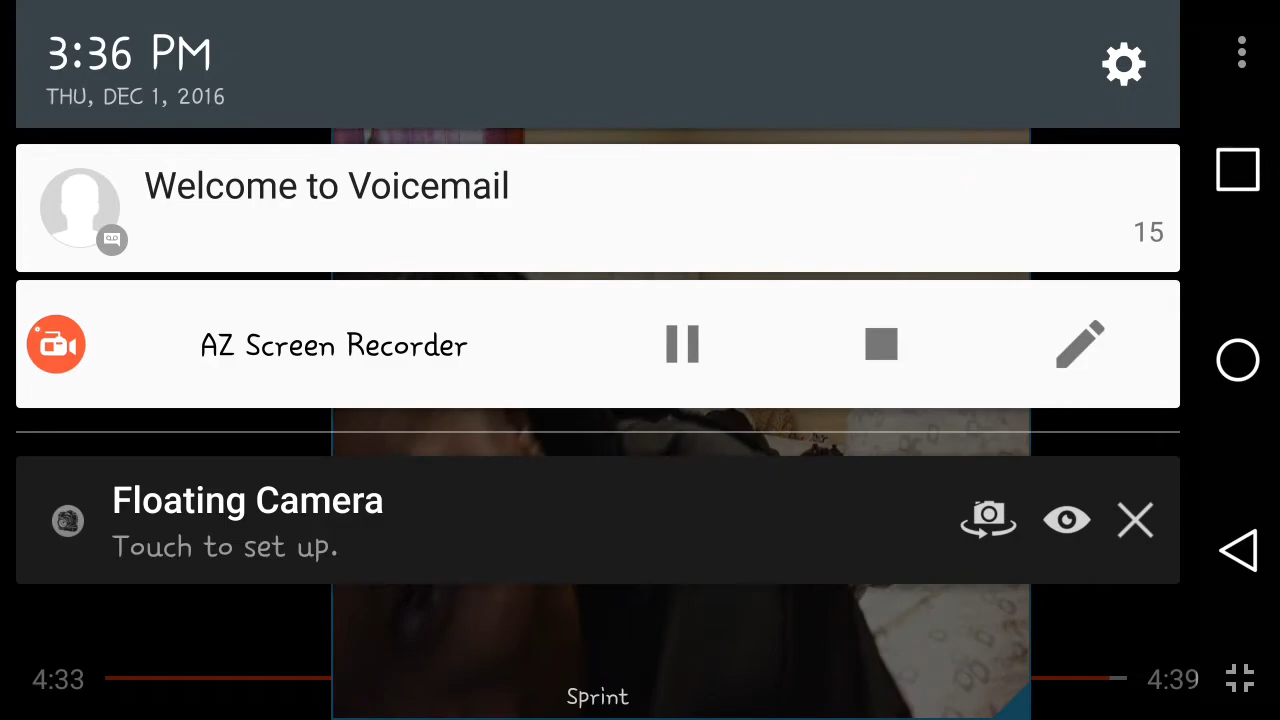 3:36 PM
THU, DEC 1, 2016
Welcome to Voicemail
15
AZ Screen Recorder
Floating Camera
Touch to set up.
4:33
4:39
Sprint